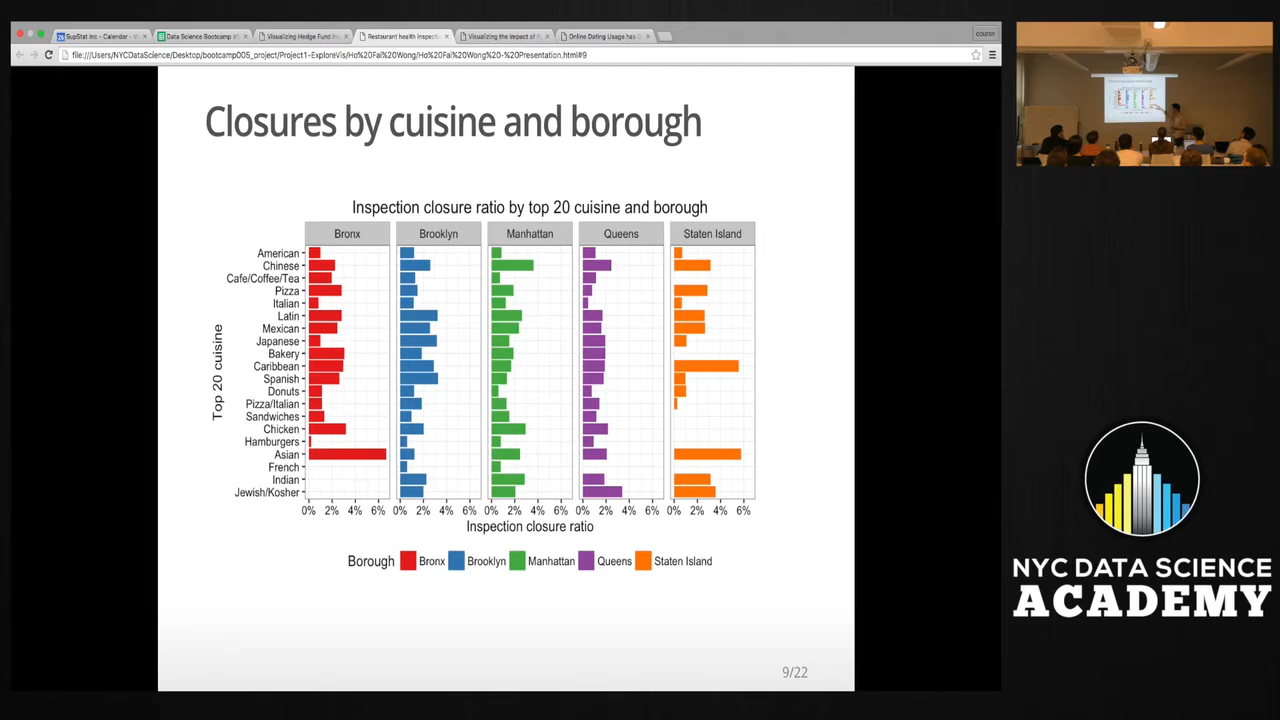 SupStat Inc - Calendar - M
Data Science Bootcamp #5
Visualizing Hedge Fund In
Restaurant health inspecti
Visualizing the Impact of
Online Dating Usage has D
course
file:///Users/NYCDataScience/Desktop/bootcamp005_project/Project1-ExploreVis/Ho%20Fai%20Wong/Ho%20Fai%20Wong%20-%20Presentation.html#9
Closures by cuisine and borough
Inspection closure ratio by top 20 cuisine and borough
Bronx Brooklyn Manhattan Queens Staten Island
Top 20 cuisine
American
Chinese
Cafe/Coffee/Tea
Pizza
Italian
Latin
Mexican
Japanese
Bakery
Caribbean
Spanish
Donuts
Pizza/Italian
Sandwiches
Chicken
Hamburgers
Asian
French
Indian
Jewish/Kosher
0% 2% 4% 6% 0% 2% 4% 6% 0% 2% 4% 6% 0% 2% 4% 6% 0% 2% 4% 6%
Inspection closure ratio
Borough Bronx Brooklyn Manhattan Queens Staten Island
9/22
NYC DATA SCIENCE
ACADEMY